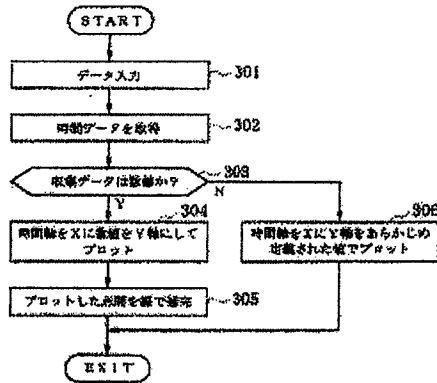 START
データ入力
301
時間データを取得
302
収集データは数値か?
303
Y
N
304
時間軸をXに数値をY軸にして
プロット
306
時間軸をXにY軸をあらかじめ
定義された値でプロット
プロットした点間を線で補完
305
EXIT